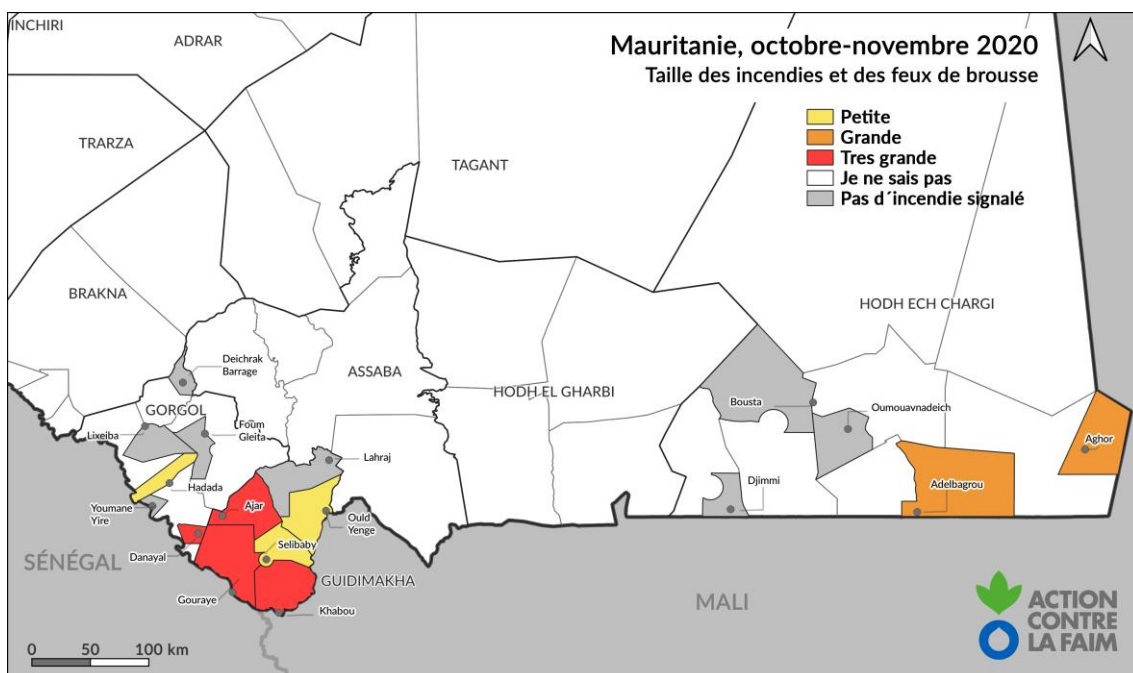 INCHIRI
ADRAR
Mauritanie, octobre-novembre 2020
Taille des incendies et des feux de brousse
Petite
Grande
Tres grande
Je ne sais pas
Pas d´incendie signalé
TRARZA
TAGANT
BRAKNA
HODH ECH CHARGI
Deichrak
Barrage
ASSABA
HODH EL GHARBI
GORGOL
Bousta
Oumouavnadeich
Lixeiba
Foum
Gleita
Aghor
Lahraj
Hadada
Djimmi
Adelbagrou
Youmane
Yire
Ajar
Ould
Yenge
Danayal
Selibaby
SÉNÉGAL
GUIDIMAKHA
Gouraye
Khabou
MALI
ACTION
CONTRE
LA FAIM
0 50 100 km